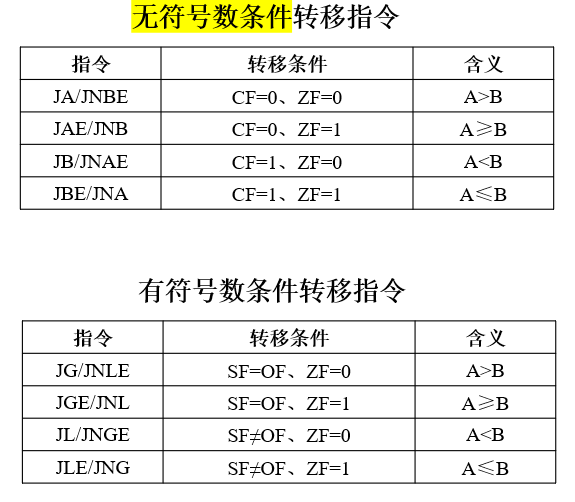 无符号数条件转移指令
指令 转移条件 含义
JA/JNBE CF=0、ZF=0 A>B
JAE/JNB CF=0、ZF=1 A≥B
JB/JNAE CF=1、ZF=0 A<B
JBE/JNA CF=1、ZF=1 A≤B
有符号数条件转移指令
指令 转移条件 含义
JG/JNLE SF=OF、ZF=0 A>B
JGE/JNL SF=OF、ZF=1 A≥B
JL/JNGE SF≠OF、ZF=0 A<B
JLE/JNG SF≠OF、ZF=1 A≤B